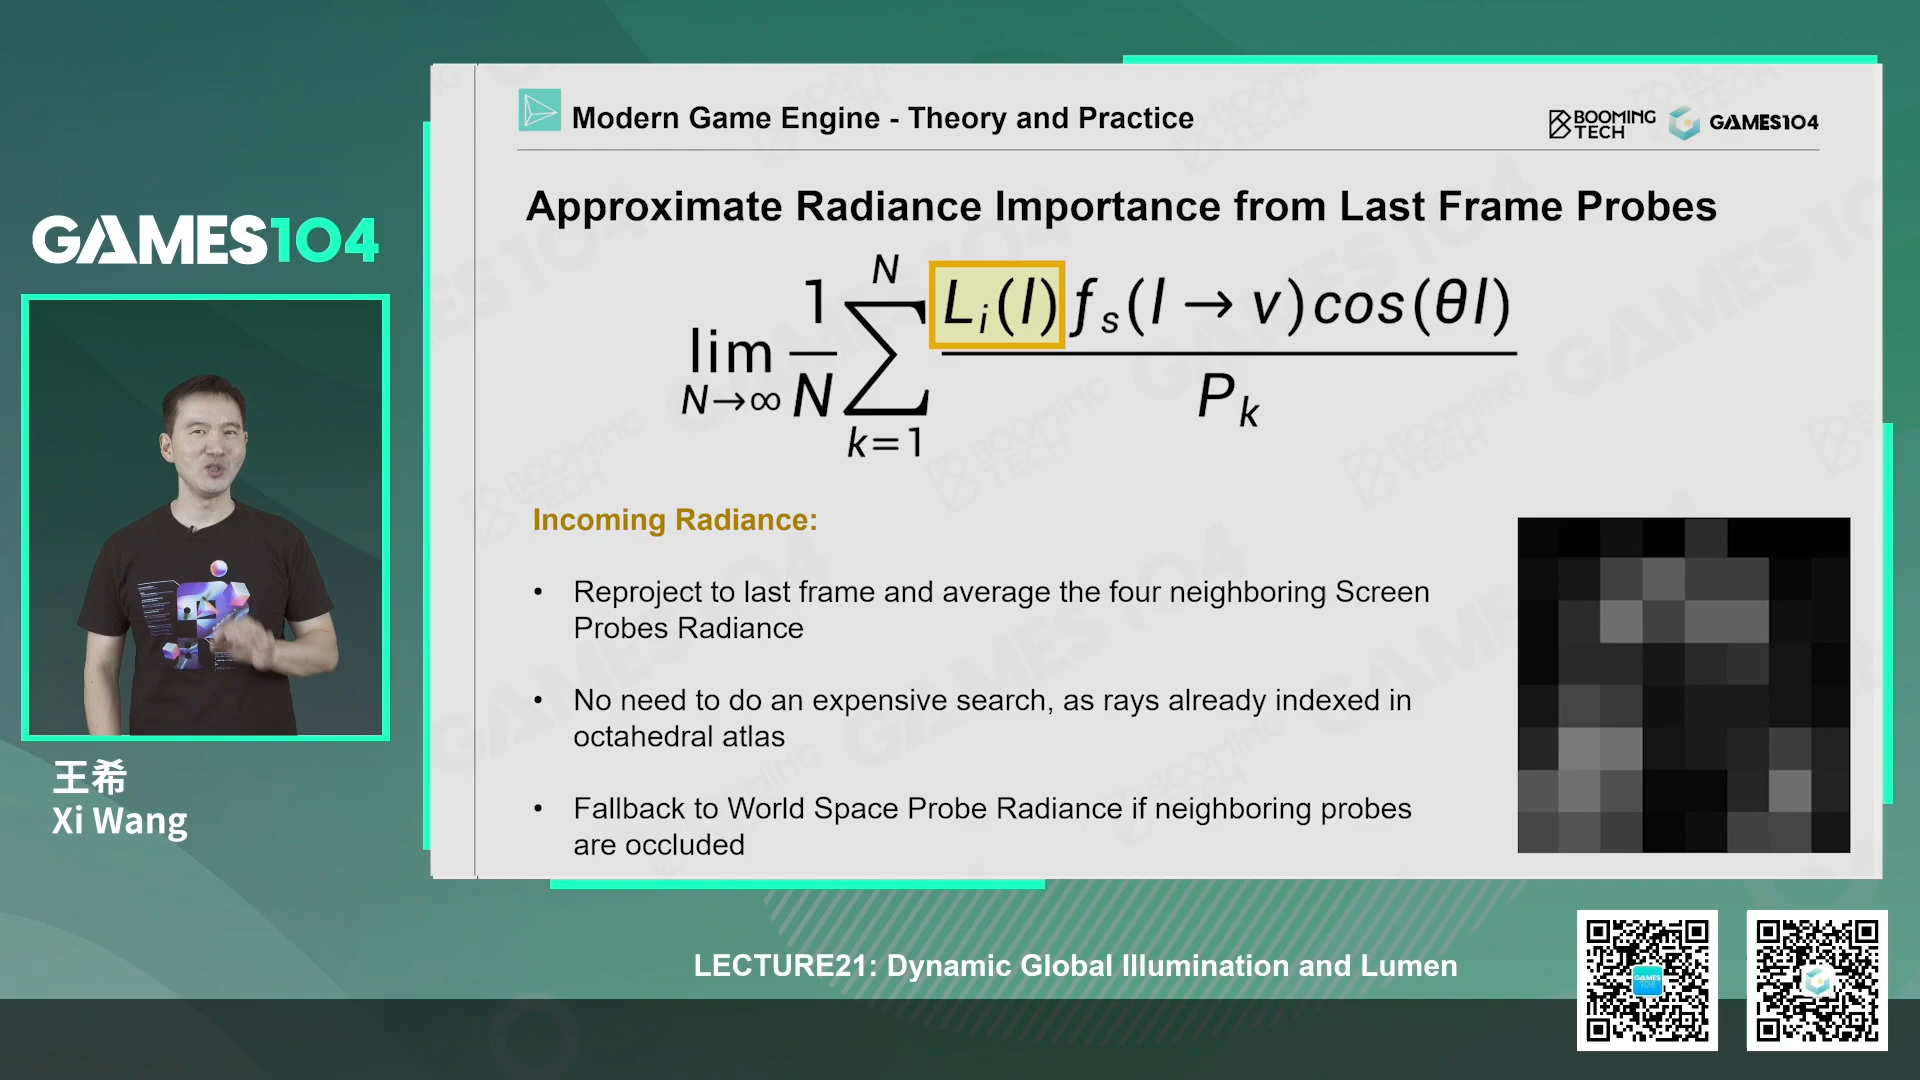 Modern Game Engine - Theory and Practice
BOOMING
TECH
GAMES104
Approximate Radiance Importance from Last Frame Probes
lim N→∞ 1/N ∑ k=1 N L_i(l) f_s(l → v)cos(θl) / P_k
Incoming Radiance:
• Reproject to last frame and average the four neighboring Screen
Probes Radiance
• No need to do an expensive search, as rays already indexed in
octahedral atlas
• Fallback to World Space Probe Radiance if neighboring probes
are occluded
GAMES104
王希
Xi Wang
LECTURE21: Dynamic Global Illumination and Lumen